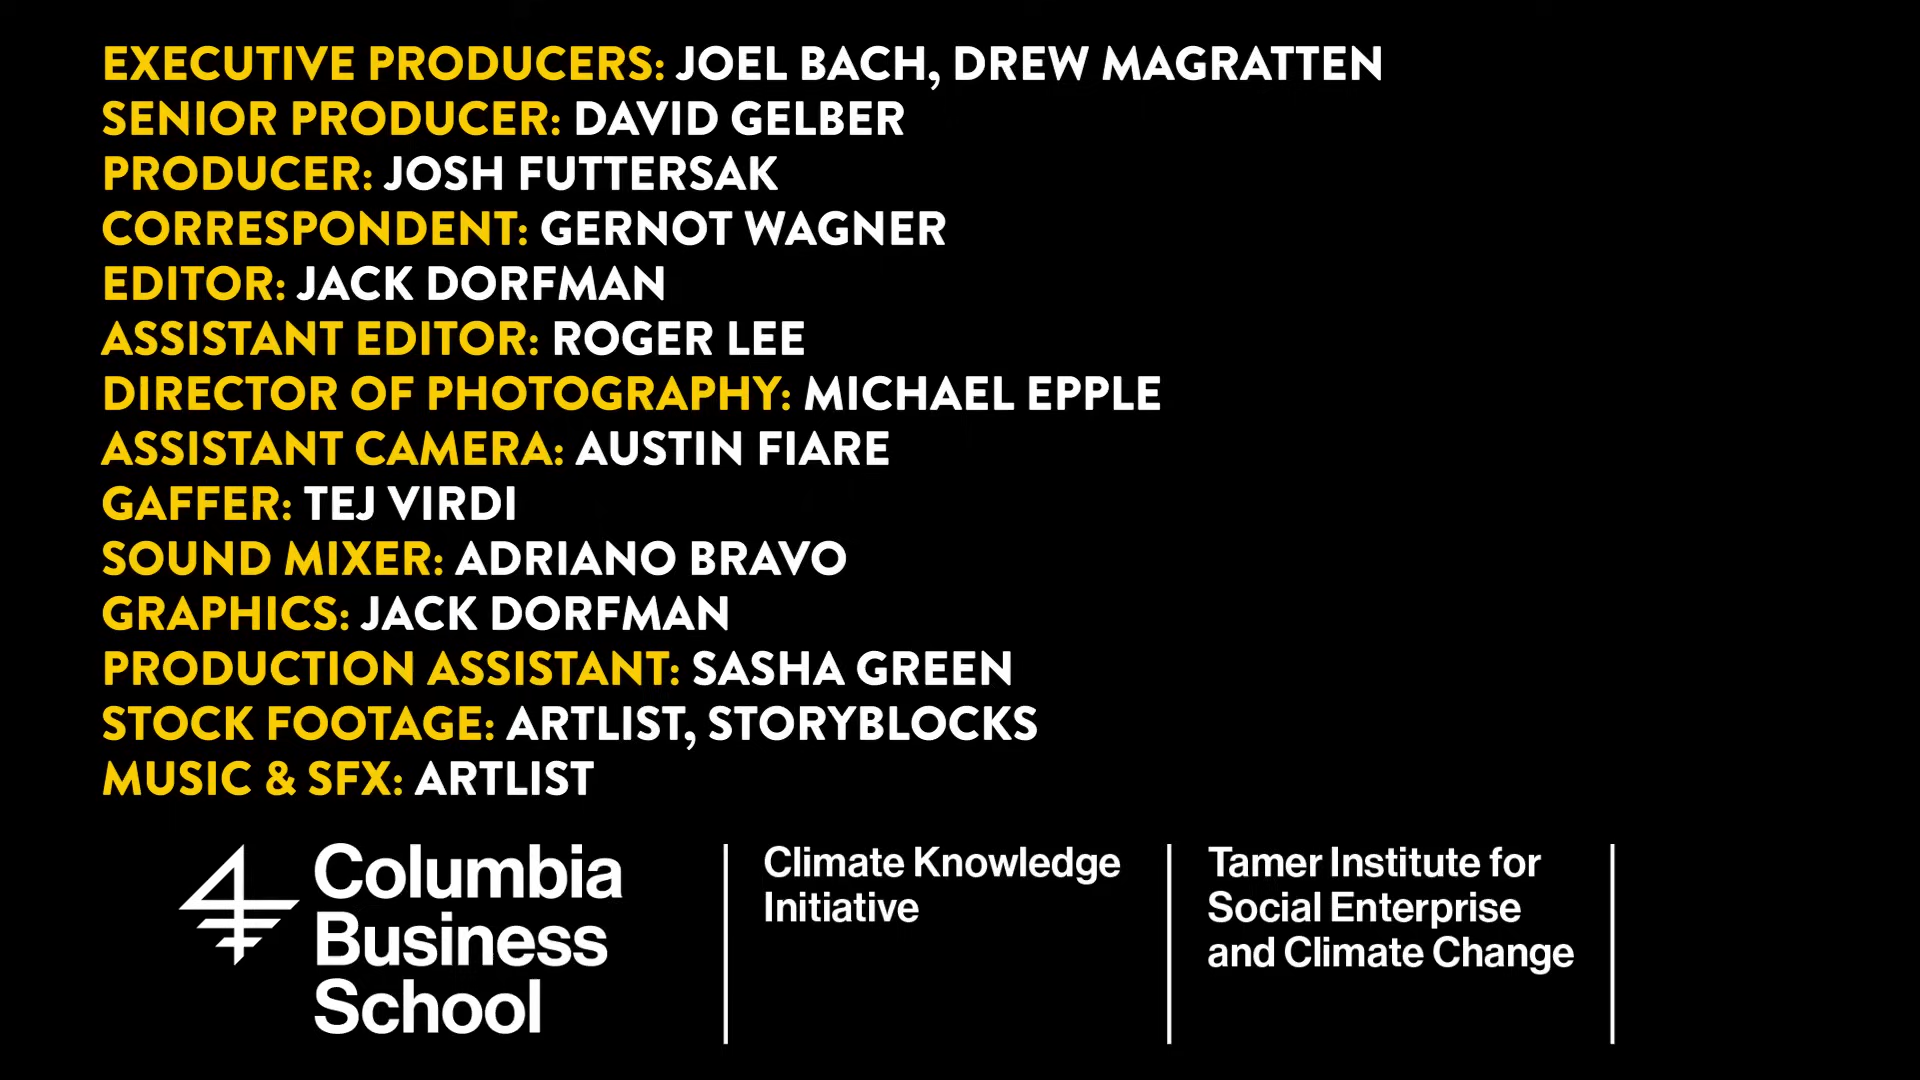 EXECUTIVE PRODUCERS: JOEL BACH, DREW MAGRATTEN
SENIOR PRODUCER: DAVID GELBER
PRODUCER: JOSH FUTTERSAK
CORRESPONDENT: GERNOT WAGNER
EDITOR: JACK DORFMAN
ASSISTANT EDITOR: ROGER LEE
DIRECTOR OF PHOTOGRAPHY: MICHAEL EPPLE
ASSISTANT CAMERA: AUSTIN FIARE
GAFFER: TEJ VIRDI
SOUND MIXER: ADRIANO BRAVO
GRAPHICS: JACK DORFMAN
PRODUCTION ASSISTANT: SASHA GREEN
STOCK FOOTAGE: ARTLIST, STORYBLOCKS
MUSIC & SFX: ARTLIST
Columbia
Business
School
Climate Knowledge
Initiative
Tamer Institute for
Social Enterprise
and Climate Change